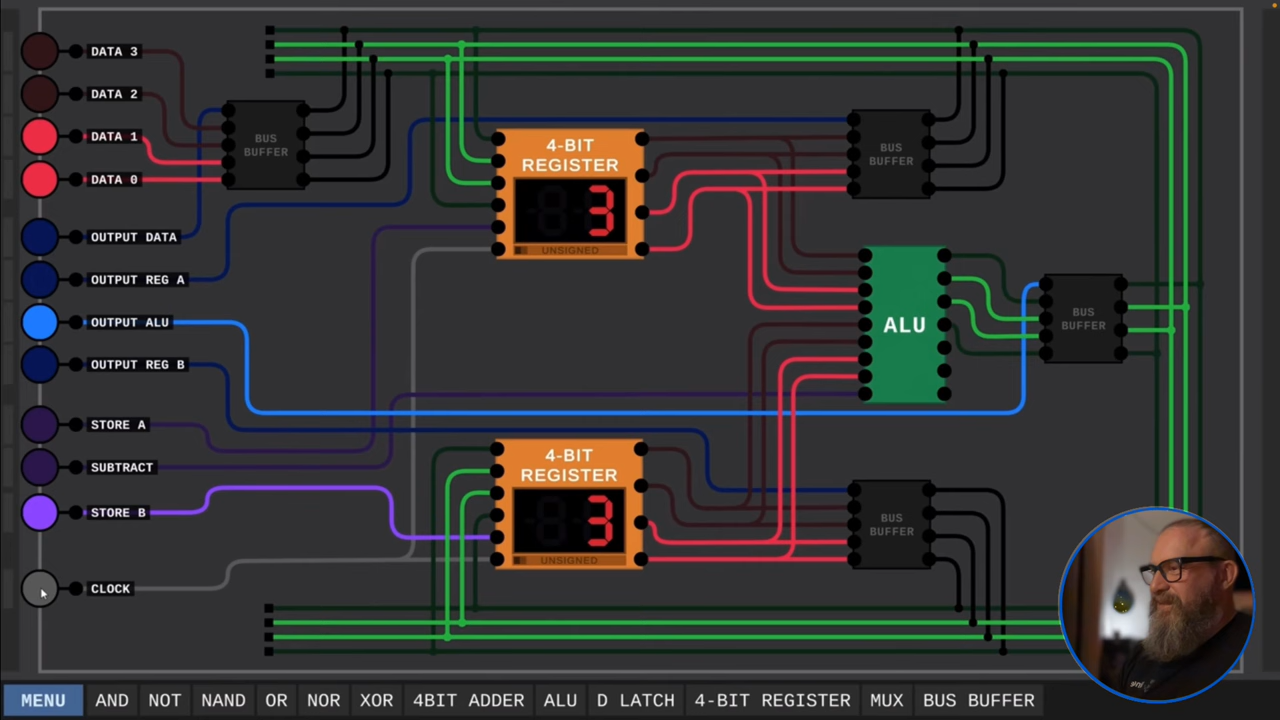 DATA 3
DATA 2
DATA 1
DATA 0
OUTPUT DATA
OUTPUT REG A
OUTPUT ALU
OUTPUT REG B
STORE A
SUBTRACT
STORE B
CLOCK
BUS
BUFFER
4-BIT
REGISTER
3
UNSIGNED
BUS
BUFFER
ALU
BUS
BUFFER
4-BIT
REGISTER
3
UNSIGNED
BUS
BUFFER
MENU AND NOT NAND OR NOR XOR 4BIT ADDER ALU D LATCH 4-BIT REGISTER MUX BUS BUFFER